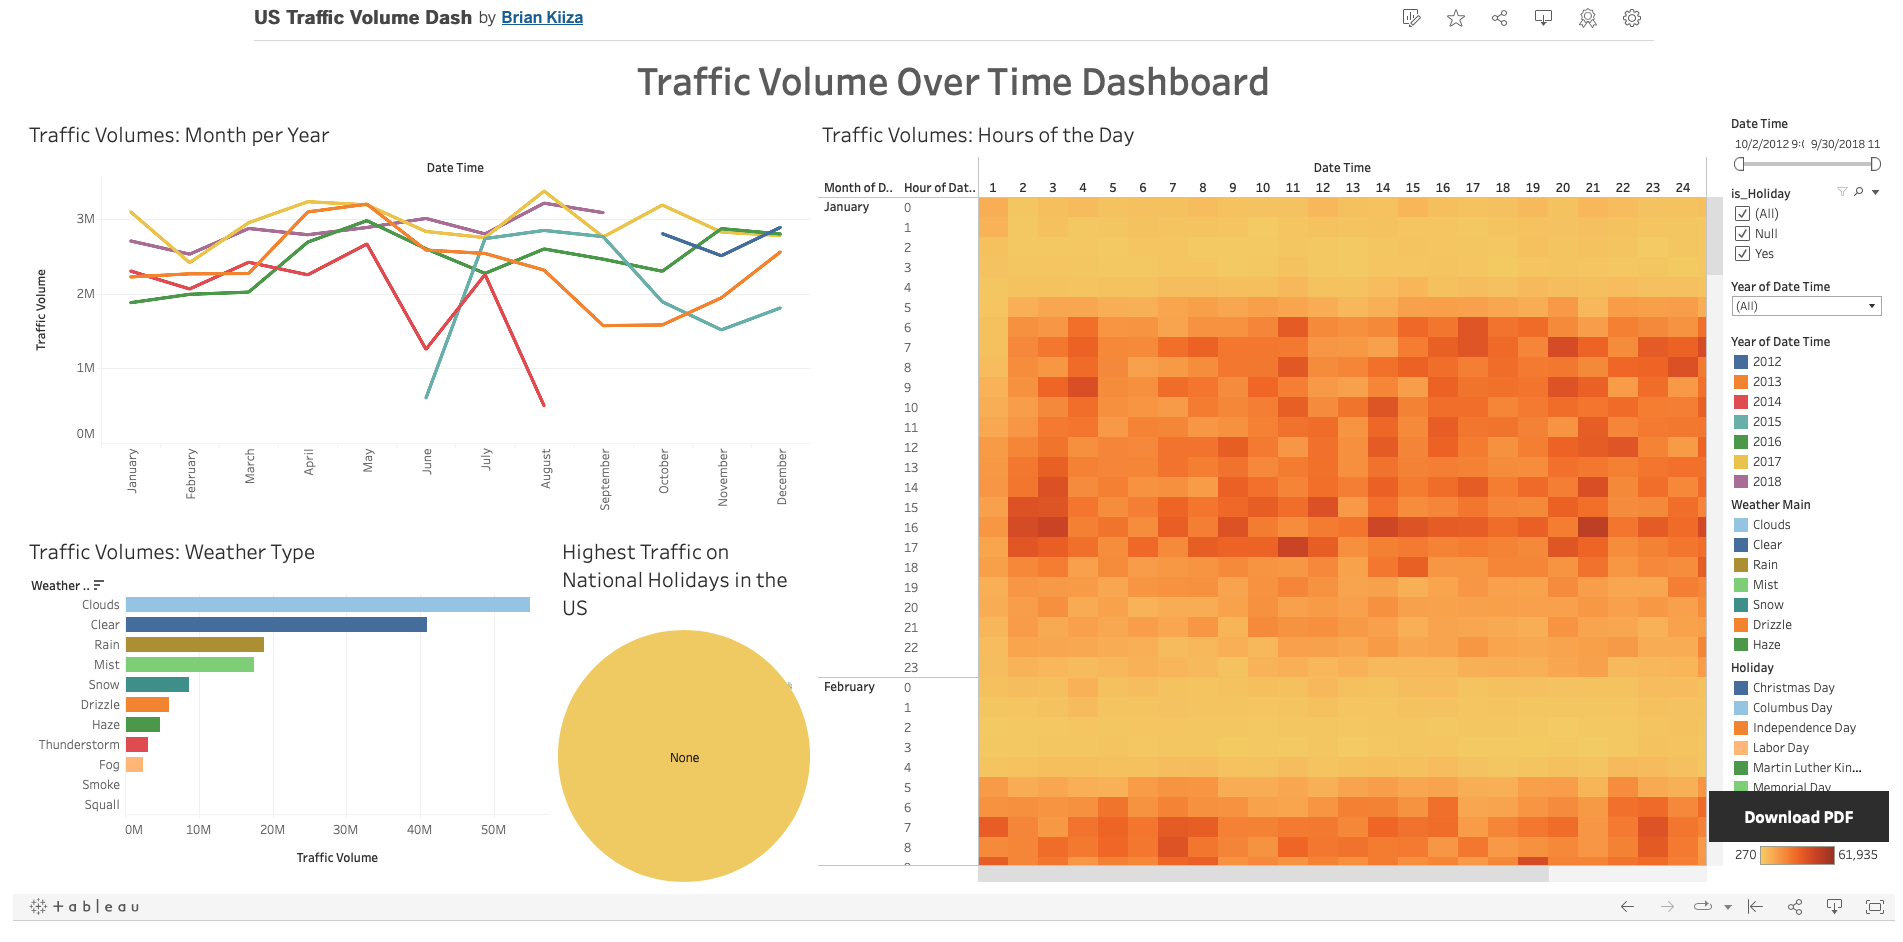 US Traffic Volume Dash by Brian Kiiza
Traffic Volume Over Time Dashboard
Traffic Volumes: Month per Year
Date Time
Traffic Volume
3M
2M
1M
0M
January
February
March
April
May
June
July
August
September
October
November
December
Traffic Volumes: Weather Type
Weather ..
Clouds
Clear
Rain
Mist
Snow
Drizzle
Haze
Thunderstorm
Fog
Smoke
Squall
0M 10M 20M 30M 40M 50M
Traffic Volume
Highest Traffic on
National Holidays in the
US
None
Traffic Volumes: Hours of the Day
Date Time
Month of D.. Hour of Dat.. 1 2 3 4 5 6 7 8 9 10 11 12 13 14 15 16 17 18 19 20 21 22 23 24
January 0
1
2
3
4
5
6
7
8
9
10
11
12
13
14
15
16
17
18
19
20
21
22
23
February 0
1
2
3
4
5
6
7
8
Date Time
10/2/2012 9:( 9/30/2018 11
is_Holiday
(All)
Null
Yes
Year of Date Time
(All)
Year of Date Time
2012
2013
2014
2015
2016
2017
2018
Weather Main
Clouds
Clear
Rain
Mist
Snow
Drizzle
Haze
Holiday
Christmas Day
Columbus Day
Independence Day
Labor Day
Martin Luther Kin...
Memorial Day
Download PDF
270 61,935
+ableau